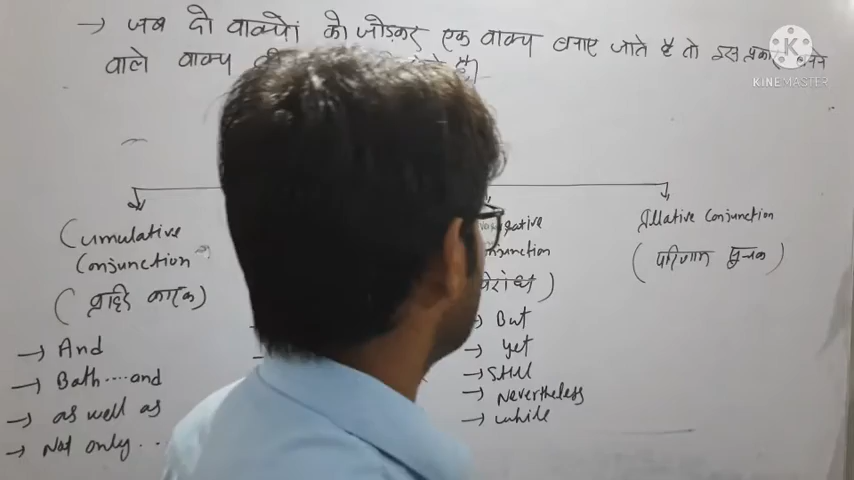 → जब दो वाक्यों को जोड़कर एक वाक्य बनाए जाते है तो इस प्रकार बनने
वाले वाक्य
KINEMASTER
Cumulative
Conjunction
Illative Conjunction
(परिणाम सुचक)
→ And
→ Bath....and
→ as well as
→ Not only...
→ But
→ Yet
→ Still
→ Nevertheless
→ while